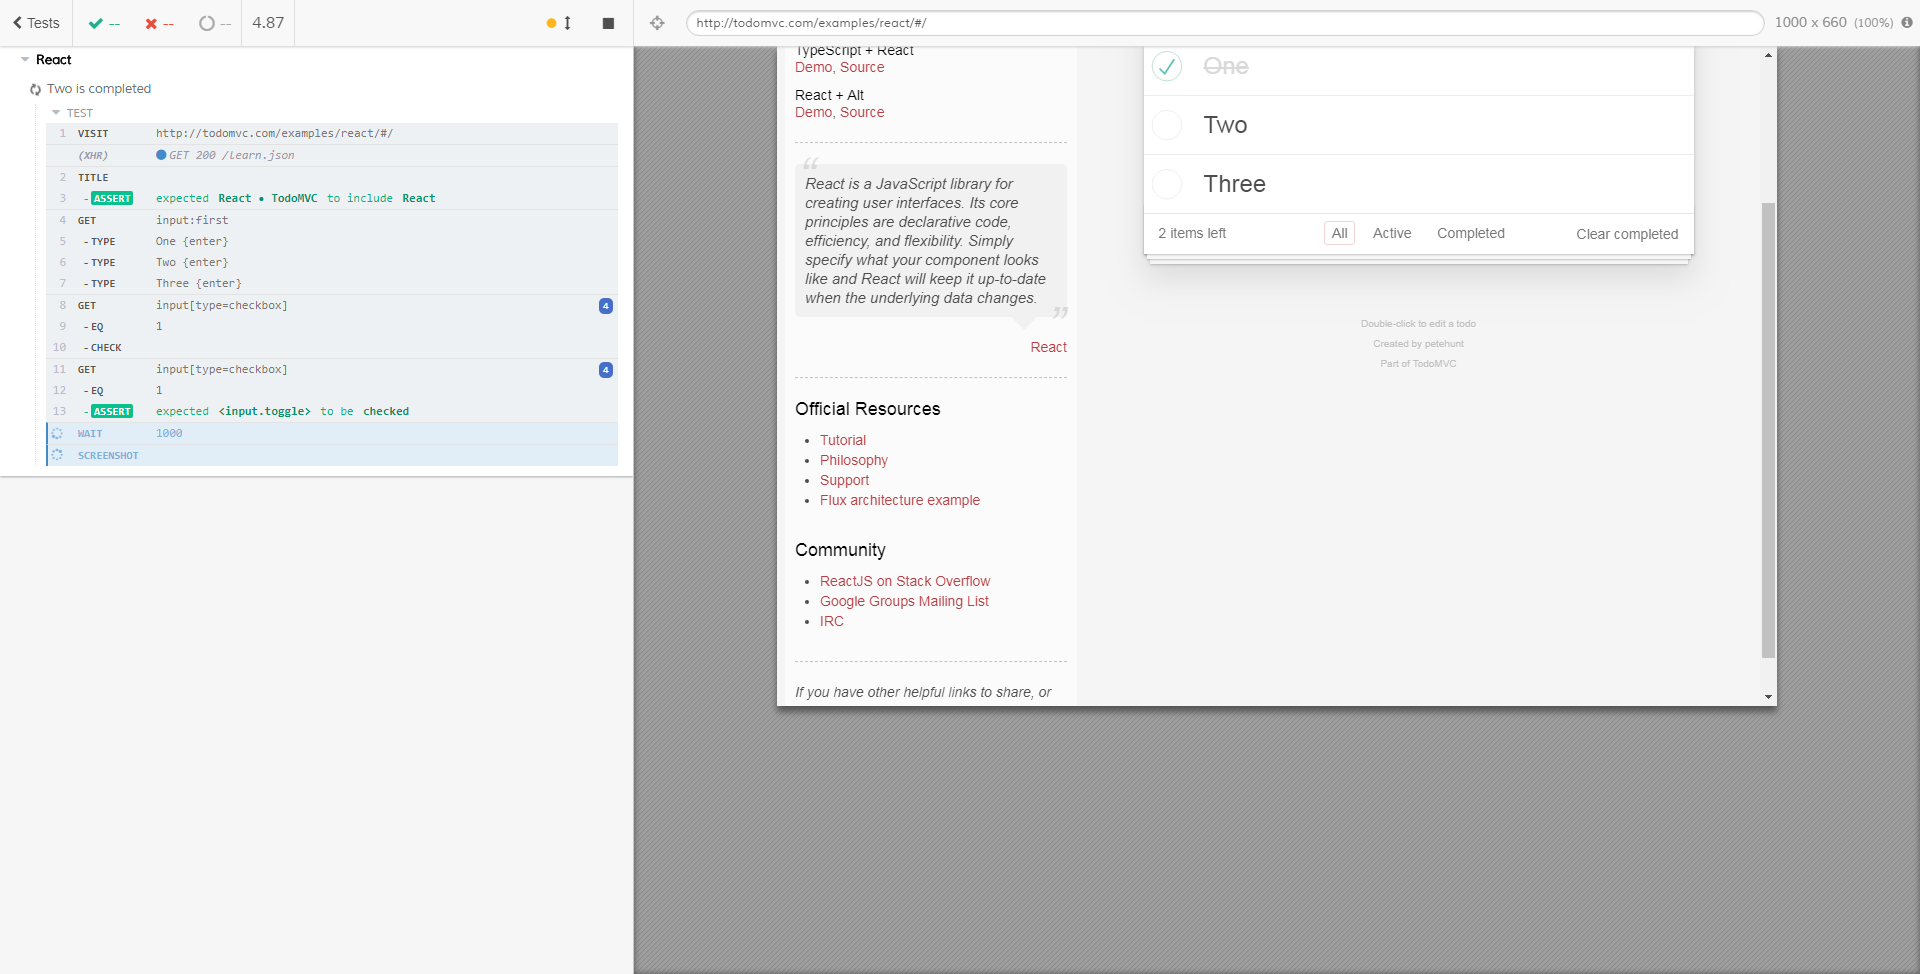 Tests -- -- -- 4.87
React
Two is completed
TEST
1 VISIT http://todomvc.com/examples/react/#/
(XHR) GET 200 /learn.json
2 TITLE
3 -ASSERT expected React • TodoMVC to include React
4 GET input:first
5 -TYPE One {enter}
6 -TYPE Two {enter}
7 -TYPE Three {enter}
8 GET input[type=checkbox] 4
9 -EQ 1
10 -CHECK
11 GET input[type=checkbox] 4
12 -EQ 1
13 -ASSERT expected <input.toggle> to be checked
WAIT 1000
SCREENSHOT
http://todomvc.com/examples/react/#/ 1000 x 660 (100%)
TypeScript + React
Demo, Source
React + Alt
Demo, Source
“
React is a JavaScript library for
creating user interfaces. Its core
principles are declarative code,
efficiency, and flexibility. Simply
specify what your component looks
like and React will keep it up-to-date
when the underlying data changes.
”
React
Official Resources
• Tutorial
• Philosophy
• Support
• Flux architecture example
Community
• ReactJS on Stack Overflow
• Google Groups Mailing List
• IRC
If you have other helpful links to share, or
One
Two
Three
2 items left All Active Completed Clear completed
Double-click to edit a todo
Created by petehunt
Part of TodoMVC